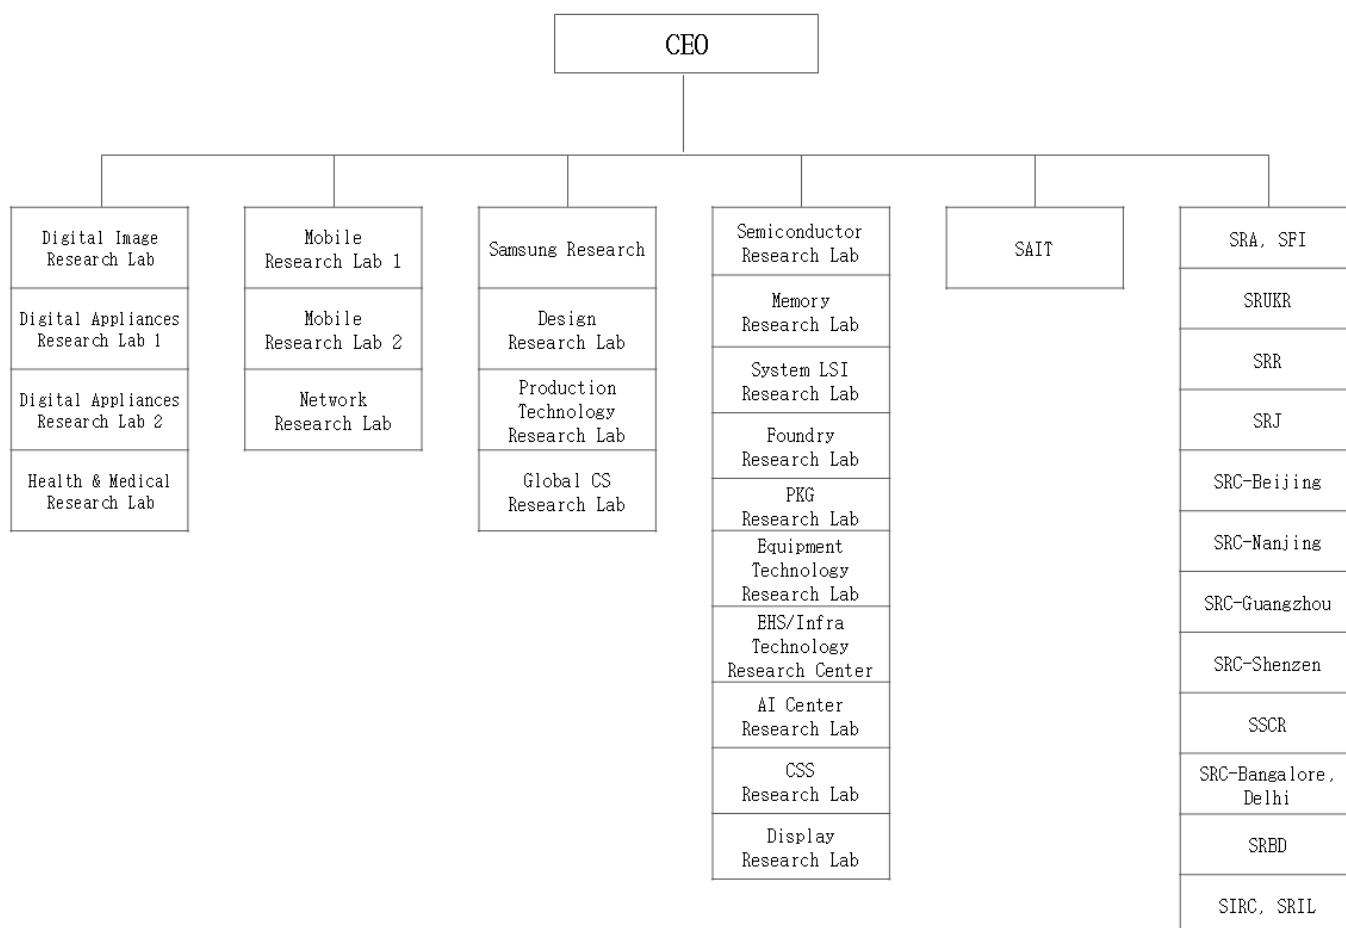 CEO
Digital Image
Research Lab
Digital Appliances
Research Lab 1
Digital Appliances
Research Lab 2
Health & Medical
Research Lab
Mobile
Research Lab 1
Mobile
Research Lab 2
Network
Research Lab
Samsung Research
Design
Research Lab
Production
Technology
Research Lab
Global CS
Research Lab
Semiconductor
Research Lab
Memory
Research Lab
System LSI
Research Lab
Foundry
Research Lab
PKG
Research Lab
Equipment
Technology
Research Lab
EHS/Infra
Technology
Research Center
AI Center
Research Lab
CSS
Research Lab
Display
Research Lab
SAIT
SRA, SFI
SRUKR
SRR
SRJ
SRC-Beijing
SRC-Nanjing
SRC-Guangzhou
SRC-Shenzen
SSCR
SRC-Bangalore,
Delhi
SRBD
SIRC, SRIL